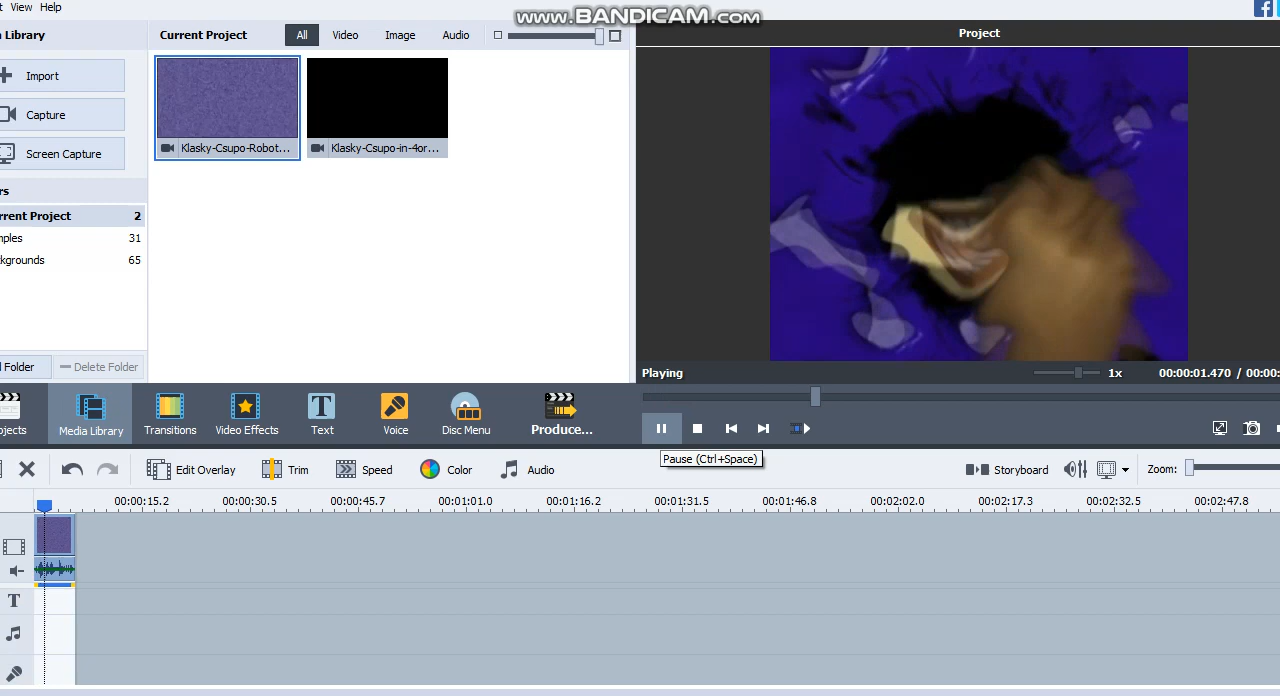 www.BANDICAM.com
View Help
Library
Current Project
All
Video
Image
Audio
Project
Import
Capture
Screen Capture
Klasky-Csupo-Robot...
Klasky-Csupo-in-4or...
2
31
65
Folder
Delete Folder
Playing
1x
00:00:01.470 / 00:00:
Media Library
Transitions
Video Effects
Text
Voice
Disc Menu
Produce...
Pause (Ctrl+Space)
Edit Overlay
Trim
Speed
Color
Audio
Storyboard
Zoom:
00:00:15.2 00:00:30.5 00:00:45.7 00:01:01.0 00:01:16.2 00:01:31.5 00:01:46.8 00:02:02.0 00:02:17.3 00:02:32.5 00:02:47.8
T